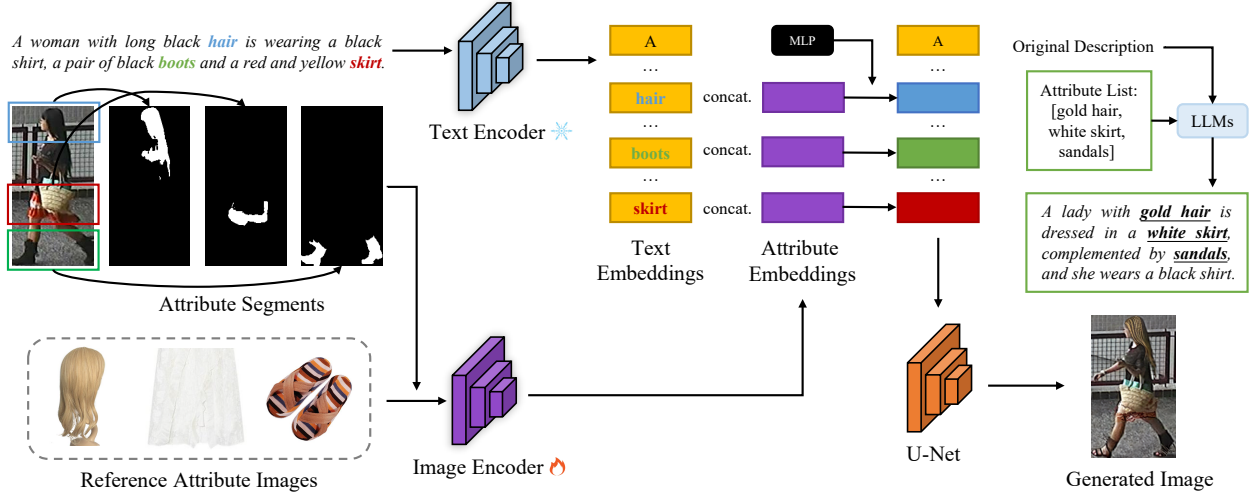 A woman with long black hair is wearing a black
shirt, a pair of black boots and a red and yellow skirt.
Text Encoder
Attribute Segments
Reference Attribute Images
Image Encoder
A
...
hair
boots
...
skirt
Text
Embeddings
concat.
concat.
concat.
MLP
...
Attribute
Embeddings
A
...
...
U-Net
Original Description
Attribute List:
[gold hair,
white skirt,
sandals]
LLMs
A lady with gold hair is
dressed in a white skirt,
complemented by sandals,
and she wears a black shirt.
Generated Image